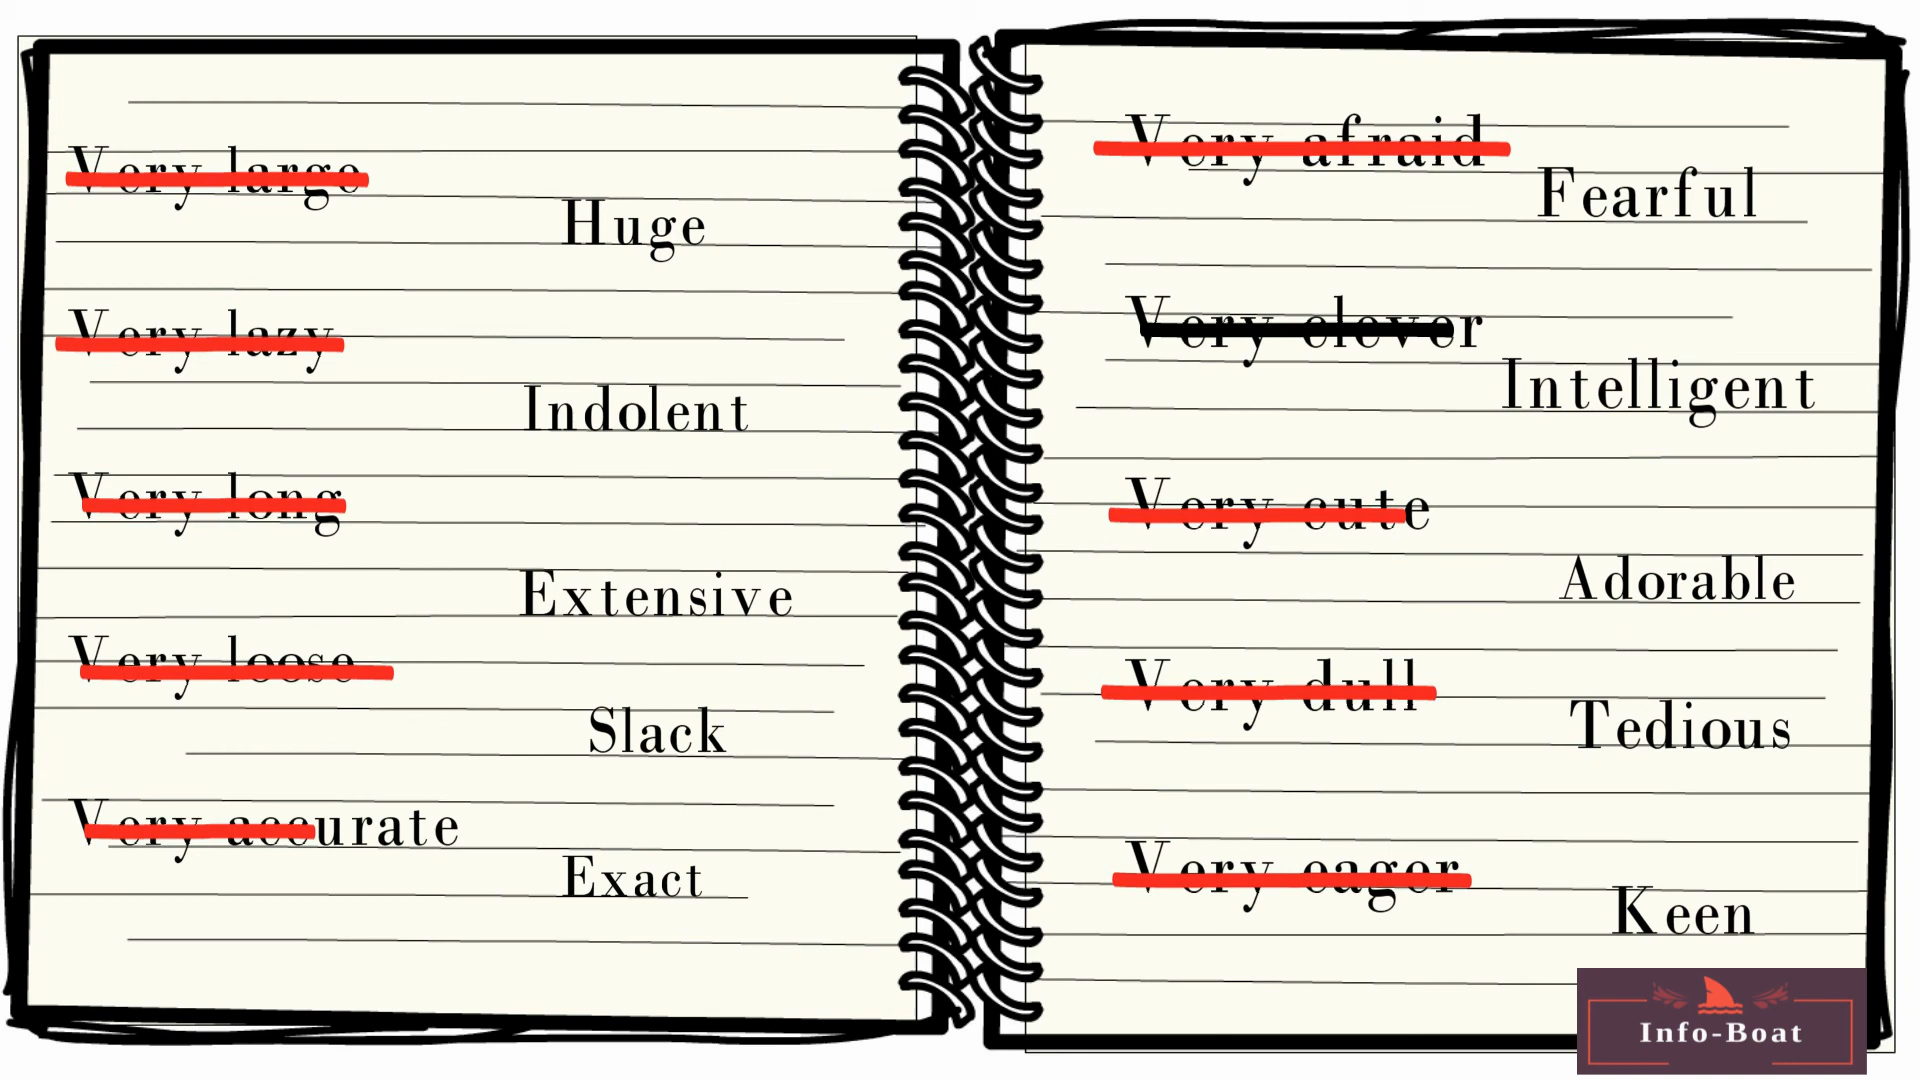 Very large
Huge
Very lazy
Indolent
Very long
Extensive
Very loose
Slack
Very accurate
Exact
Very afraid
Fearful
Very clever
Intelligent
Very cute
Adorable
Very dull
Tedious
Very eager
Keen
Info-Boat